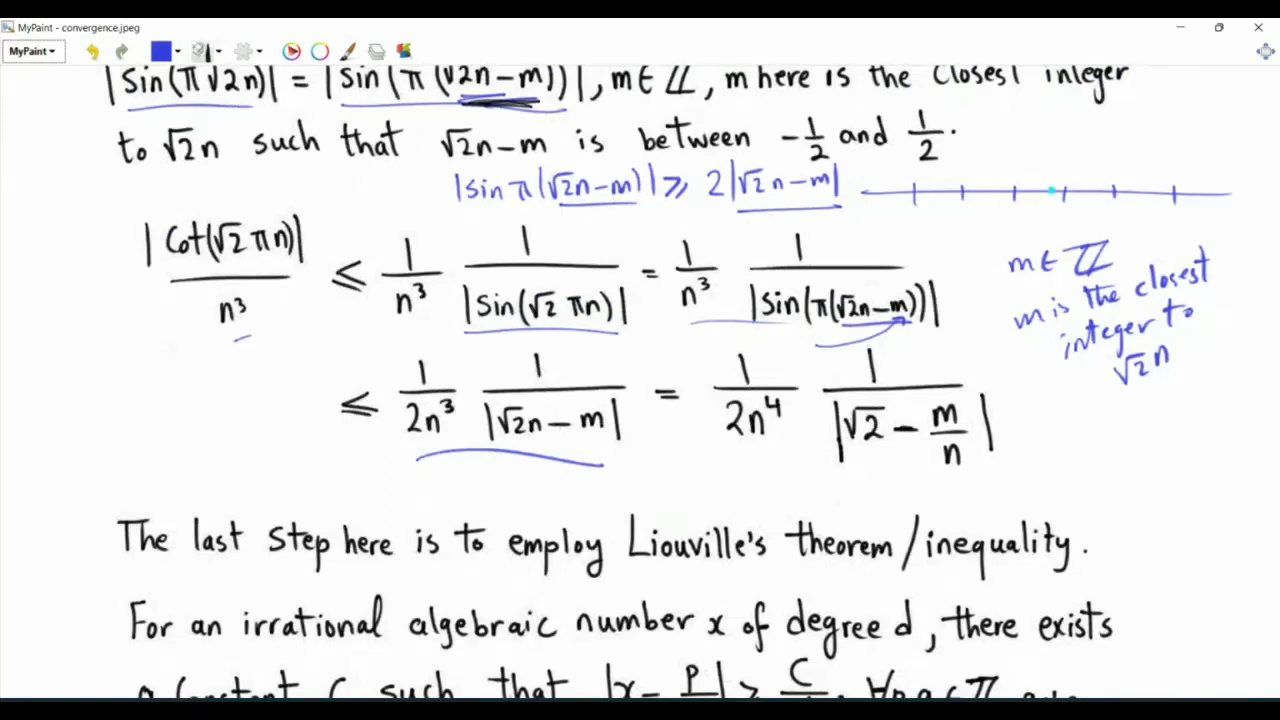 MyPaint - convergence.jpeg
MyPaint
|Sin(π√2n)| = |Sin(π(√2n-m))|, m∈ℤ, m here is the closest integer
to √2n such that √2n-m is between -1/2 and 1/2.
|sin π(√2n-m)| ⩾ 2|√2n-m|
|Cot(√2πn)|/n³ ≤ 1/n³ 1/|Sin(√2πn)| = 1/n³ 1/|Sin(π(√2n-m))|
m∈ℤ
m is the closest
integer to
√2n
≤ 1/2n³ 1/|√2n-m| = 1/2n⁴ 1/|√2 - m/n|
The last step here is to employ Liouville's theorem/inequality.
For an irrational algebraic number x of degree d, there exists
a constant C such that |x - p